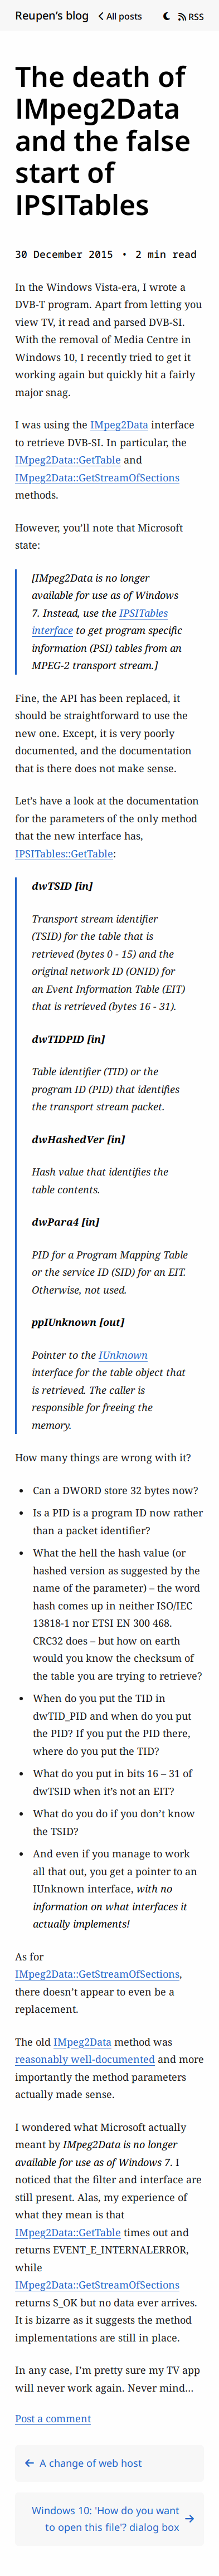 Reupen's blog All posts RSS
The death of
IMpeg2Data
and the false
start of
IPSITables
30 December 2015 • 2 min read
In the Windows Vista-era, I wrote a
DVB-T program. Apart from letting you
view TV, it read and parsed DVB-SI.
With the removal of Media Centre in
Windows 10, I recently tried to get it
working again but quickly hit a fairly
major snag.
I was using the IMpeg2Data interface
to retrieve DVB-SI. In particular, the
IMpeg2Data::GetTable and
IMpeg2Data::GetStreamOfSections
methods.
However, you'll note that Microsoft
state:
[IMpeg2Data is no longer
available for use as of Windows
7. Instead, use the IPSITables
interface to get program specific
information (PSI) tables from an
MPEG-2 transport stream.]
Fine, the API has been replaced, it
should be straightforward to use the
new one. Except, it is very poorly
documented, and the documentation
that is there does not make sense.
Let's have a look at the documentation
for the parameters of the only method
that the new interface has,
IPSITables::GetTable:
dwTSID [in]
Transport stream identifier
(TSID) for the table that is
retrieved (bytes 0 - 15) and the
original network ID (ONID) for
an Event Information Table (EIT)
that is retrieved (bytes 16 - 31).
dwTIDPID [in]
Table identifier (TID) or the
program ID (PID) that identifies
the transport stream packet.
dwHashedVer [in]
Hash value that identifies the
table contents.
dwPara4 [in]
PID for a Program Mapping Table
or the service ID (SID) for an EIT.
Otherwise, not used.
ppIUnknown [out]
Pointer to the IUnknown
interface for the table object that
is retrieved. The caller is
responsible for freeing the
memory.
How many things are wrong with it?
• Can a DWORD store 32 bytes now?
• Is a PID is a program ID now rather
than a packet identifier?
• What the hell the hash value (or
hashed version as suggested by the
name of the parameter) – the word
hash comes up in neither ISO/IEC
13818-1 nor ETSI EN 300 468.
CRC32 does – but how on earth
would you know the checksum of
the table you are trying to retrieve?
• When do you put the TID in
dwTID_PID and when do you put
the PID? If you put the PID there,
where do you put the TID?
• What do you put in bits 16 – 31 of
dwTSID when it's not an EIT?
• What do you do if you don't know
the TSID?
• And even if you manage to work
all that out, you get a pointer to an
IUnknown interface, with no
information on what interfaces it
actually implements!
As for
IMpeg2Data::GetStreamOfSections,
there doesn't appear to even be a
replacement.
The old IMpeg2Data method was
reasonably well-documented and more
importantly the method parameters
actually made sense.
I wondered what Microsoft actually
meant by IMpeg2Data is no longer
available for use as of Windows 7. I
noticed that the filter and interface are
still present. Alas, my experience of
what they mean is that
IMpeg2Data::GetTable times out and
returns EVENT_E_INTERNALERROR,
while
IMpeg2Data::GetStreamOfSections
returns S_OK but no data ever arrives.
It is bizarre as it suggests the method
implementations are still in place.
In any case, I'm pretty sure my TV app
will never work again. Never mind…
Post a comment
← A change of web host
Windows 10: 'How do you want
to open this file'? dialog box →